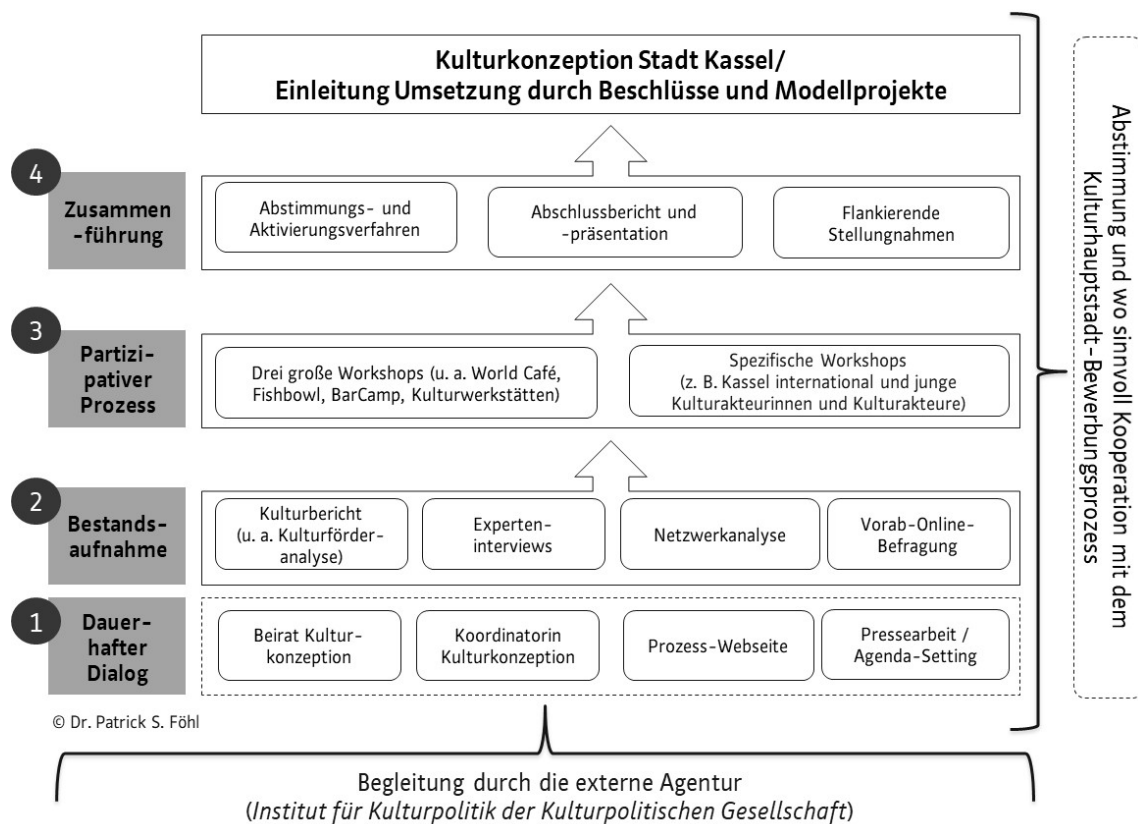 Kulturkonzeption Stadt Kassel/
Einleitung Umsetzung durch Beschlüsse und Modellprojekte
4
Zusammen
-führung
Abstimmungs- und
Aktivierungsverfahren
Abschlussbericht und
-präsentation
Flankierende
Stellungnahmen
3
Partizi-
pativer
Prozess
Drei große Workshops (u. a. World Café,
Fishbowl, BarCamp, Kulturwerkstätten)
Spezifische Workshops
(z. B. Kassel international und junge
Kulturakteurinnen und Kulturakteure)
2
Bestands-
aufnahme
Kulturbericht
(u. a. Kulturförder-
analyse)
Experten-
interviews
Netzwerkanalyse
Vorab-Online-
Befragung
1
Dauer-
hafter
Dialog
Beirat Kultur-
konzeption
Koordinatorin
Kulturkonzeption
Prozess-Webseite
Pressearbeit /
Agenda-Setting
© Dr. Patrick S. Föhl
Begleitung durch die externe Agentur
(Institut für Kulturpolitik der Kulturpolitischen Gesellschaft)
Abstimmung und wo sinnvoll Kooperation mit dem
Kulturhauptstadt-Bewerbungsprozess